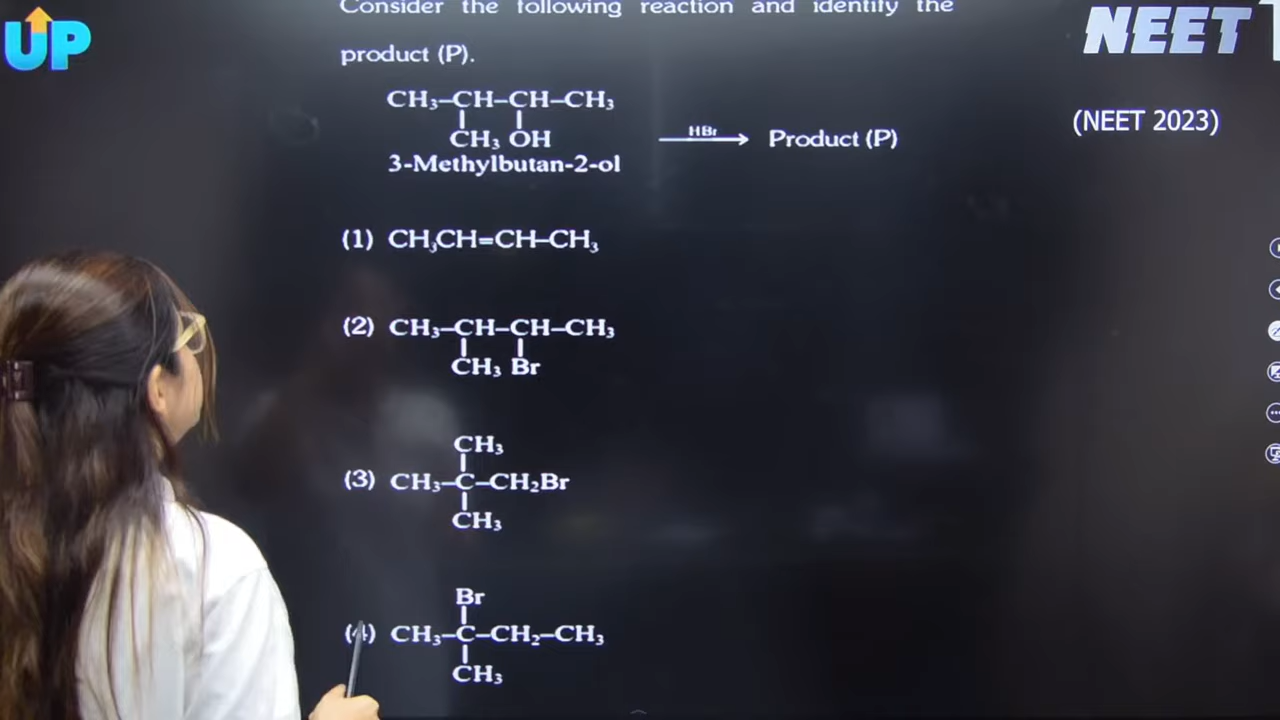 UP
NEET
Consider the following reaction and identify the
product (P).
(NEET 2023)
CH₃–CH–CH–CH₃
CH₃ OH
3-Methylbutan-2-ol
HBr
Product (P)
(1) CH₃CH=CH–CH₃
(2) CH₃–CH–CH–CH₃
CH₃ Br
CH₃
(3) CH₃–C–CH₂Br
CH₃
Br
(4) CH₃–C–CH₂–CH₃
CH₃